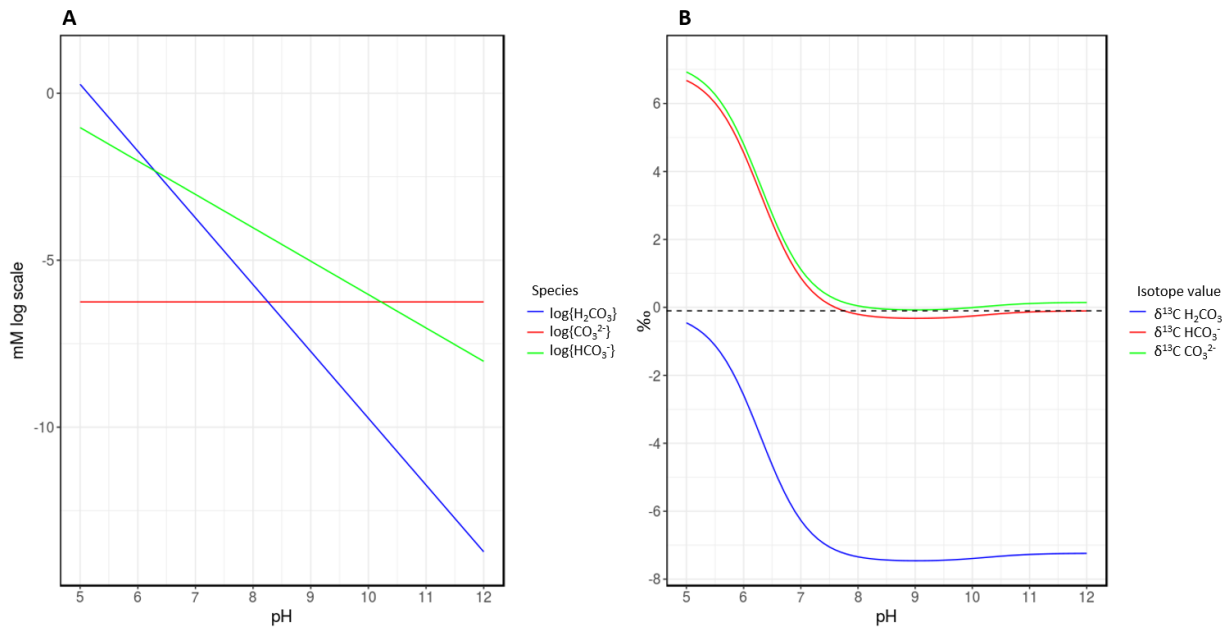 A
0
-5
-10
mM log scale
5 6 7 8 9 10 11 12
pH
Species
log{H₂CO₃}
log{CO₃²⁻}
log{HCO₃⁻}
B
6
4
2
0
-2
-4
-6
-8
‰
5 6 7 8 9 10 11 12
pH
Isotope value
δ¹³C H₂CO₃
δ¹³C HCO₃⁻
δ¹³C CO₃²⁻